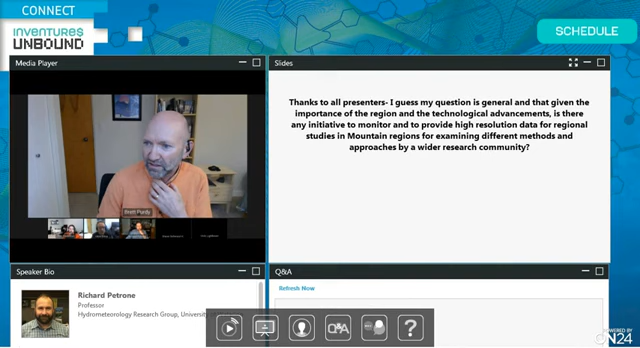 CONNECT
INVENTURES
UNBOUND
SCHEDULE
Media Player
Brett Purdy
Slides
Thanks to all presenters- I guess my question is general and that given the
importance of the region and the technological advancements, is there
any initiative to monitor and to provide high resolution data for regional
studies in Mountain regions for examining different methods and
approaches by a wider research community?
Speaker Bio
Richard Petrone
Professor
Hydrometeorology Research Group, University
Q&A
Refresh Now
Q&A
?
POWERED BY
ON24